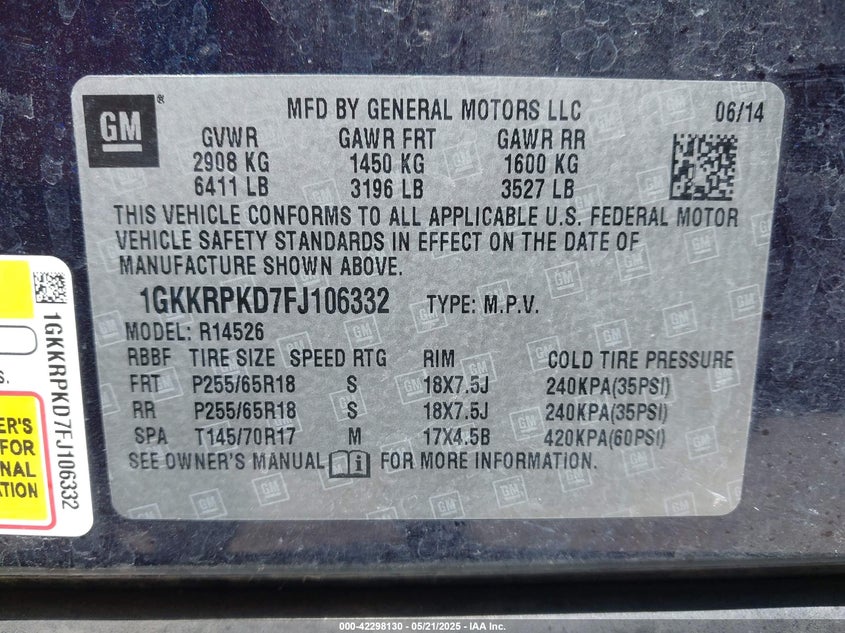 GM ®
MFD BY GENERAL MOTORS LLC 06/14
GVWR GAWR FRT GAWR RR
2908 KG 1450 KG 1600 KG
6411 LB 3196 LB 3527 LB
THIS VEHICLE CONFORMS TO ALL APPLICABLE U.S. FEDERAL MOTOR
VEHICLE SAFETY STANDARDS IN EFFECT ON THE DATE OF
MANUFACTURE SHOWN ABOVE.
1GKKRPKD7FJ106332 TYPE: M.P.V.
MODEL: R14526
RBBF TIRE SIZE SPEED RTG RIM COLD TIRE PRESSURE
FRT P255/65R18 S 18X7.5J 240KPA(35PSI)
RR P255/65R18 S 18X7.5J 240KPA(35PSI)
SPA T145/70R17 M 17X4.5B 420KPA(60PSI)
SEE OWNER'S MANUAL FOR MORE INFORMATION.
1GKKRPKD7FJ106332
S.
ER'S
FOR
NAL
ATION
000-42298130 - 05/21/2025 - IAA Inc.